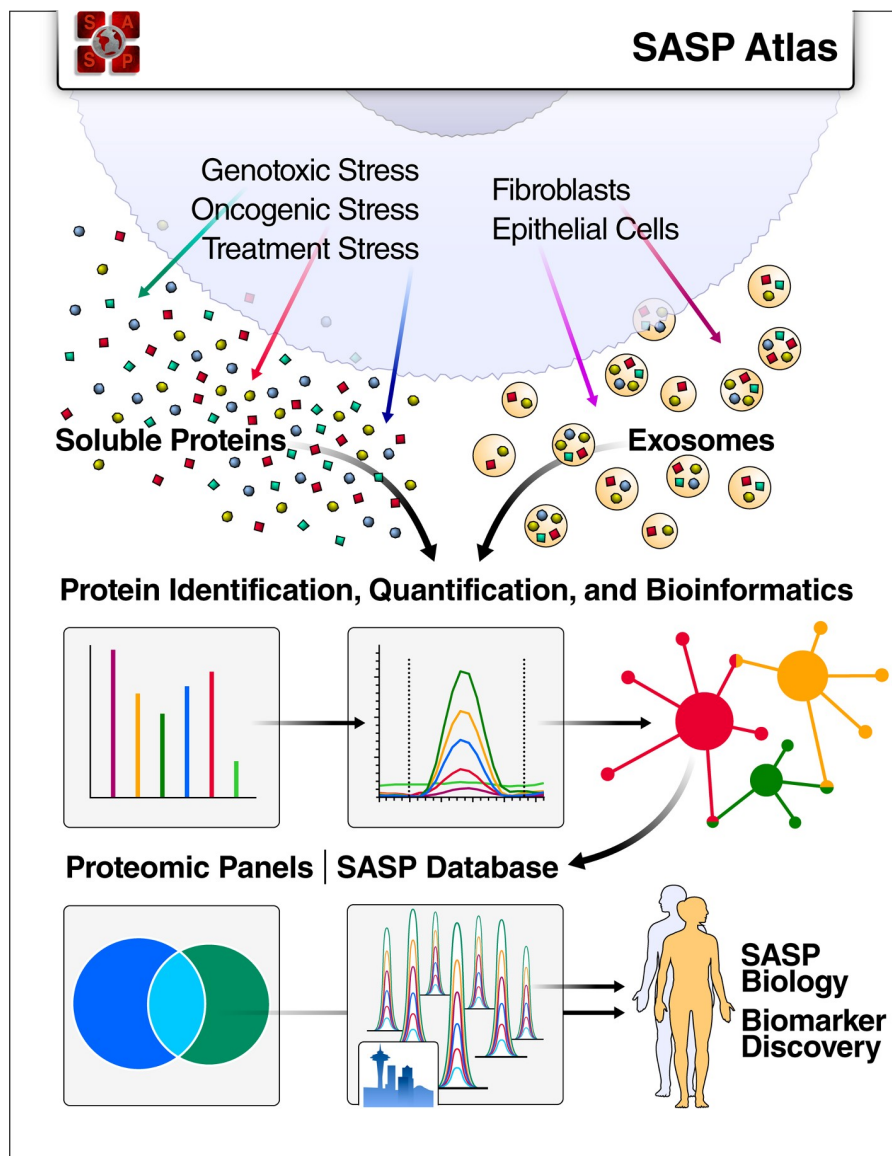 S A
S P
SASP Atlas
Genotoxic Stress
Oncogenic Stress
Treatment Stress
Fibroblasts
Epithelial Cells
Soluble Proteins
Exosomes
Protein Identification, Quantification, and Bioinformatics
Proteomic Panels | SASP Database
SASP
Biology
Biomarker
Discovery